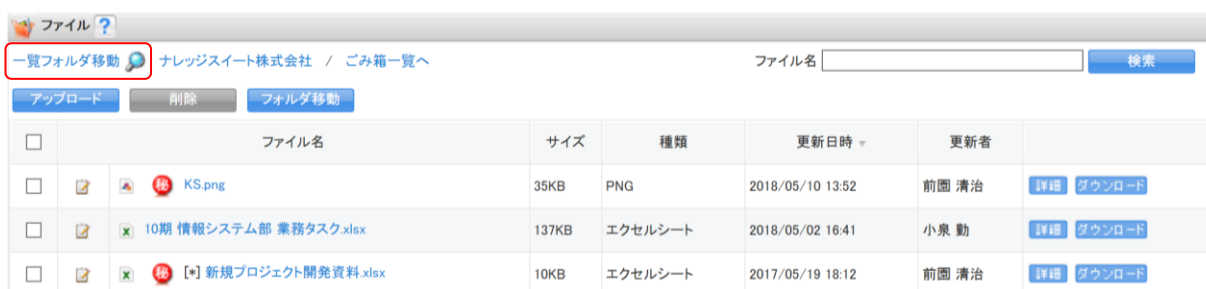 ファイル ?
一覧フォルダ移動 ナレッジスイート株式会社 / ごみ箱一覧へ ファイル名 検索
アップロード 削除 フォルダ移動
ファイル名 サイズ 種類 更新日時 更新者
秘 KS.png 35KB PNG 2018/05/10 13:52 前園 清治 詳細 ダウンロード
10期 情報システム部 業務タスク.xlsx 137KB エクセルシート 2018/05/02 16:41 小泉 勤 詳細 ダウンロード
秘 [*] 新規プロジェクト開発資料.xlsx 10KB エクセルシート 2017/05/19 18:12 前園 清治 詳細 ダウンロード